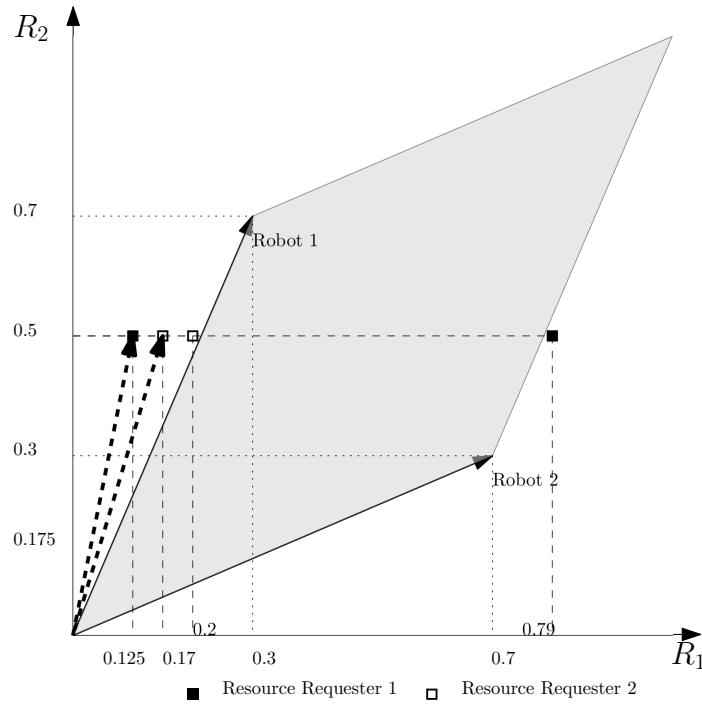 R2
0.7
Robot 1
0.5
0.3
Robot 2
0.175
0.2
0.79
0.125
0.17
0.3
0.7
R1
Resource Requester 1
Resource Requester 2